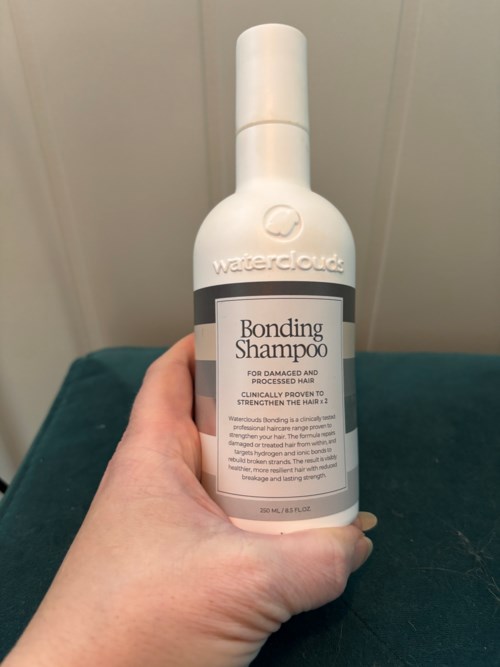 waterclouds
Bonding
Shampoo
FOR DAMAGED AND
PROCESSED HAIR
CLINICALLY PROVEN TO
STRENGTHEN THE HAIR x 2
Waterclouds Bonding is a clinically tested
professional haircare range proven to
strengthen your hair. The formula repairs
damaged or treated hair from within, and
targets hydrogen and ionic bonds to
rebuild broken strands. The result is visibly
healthier, more resilient hair with reduced
breakage and lasting strength.
250 ML / 8.5 FL.OZ